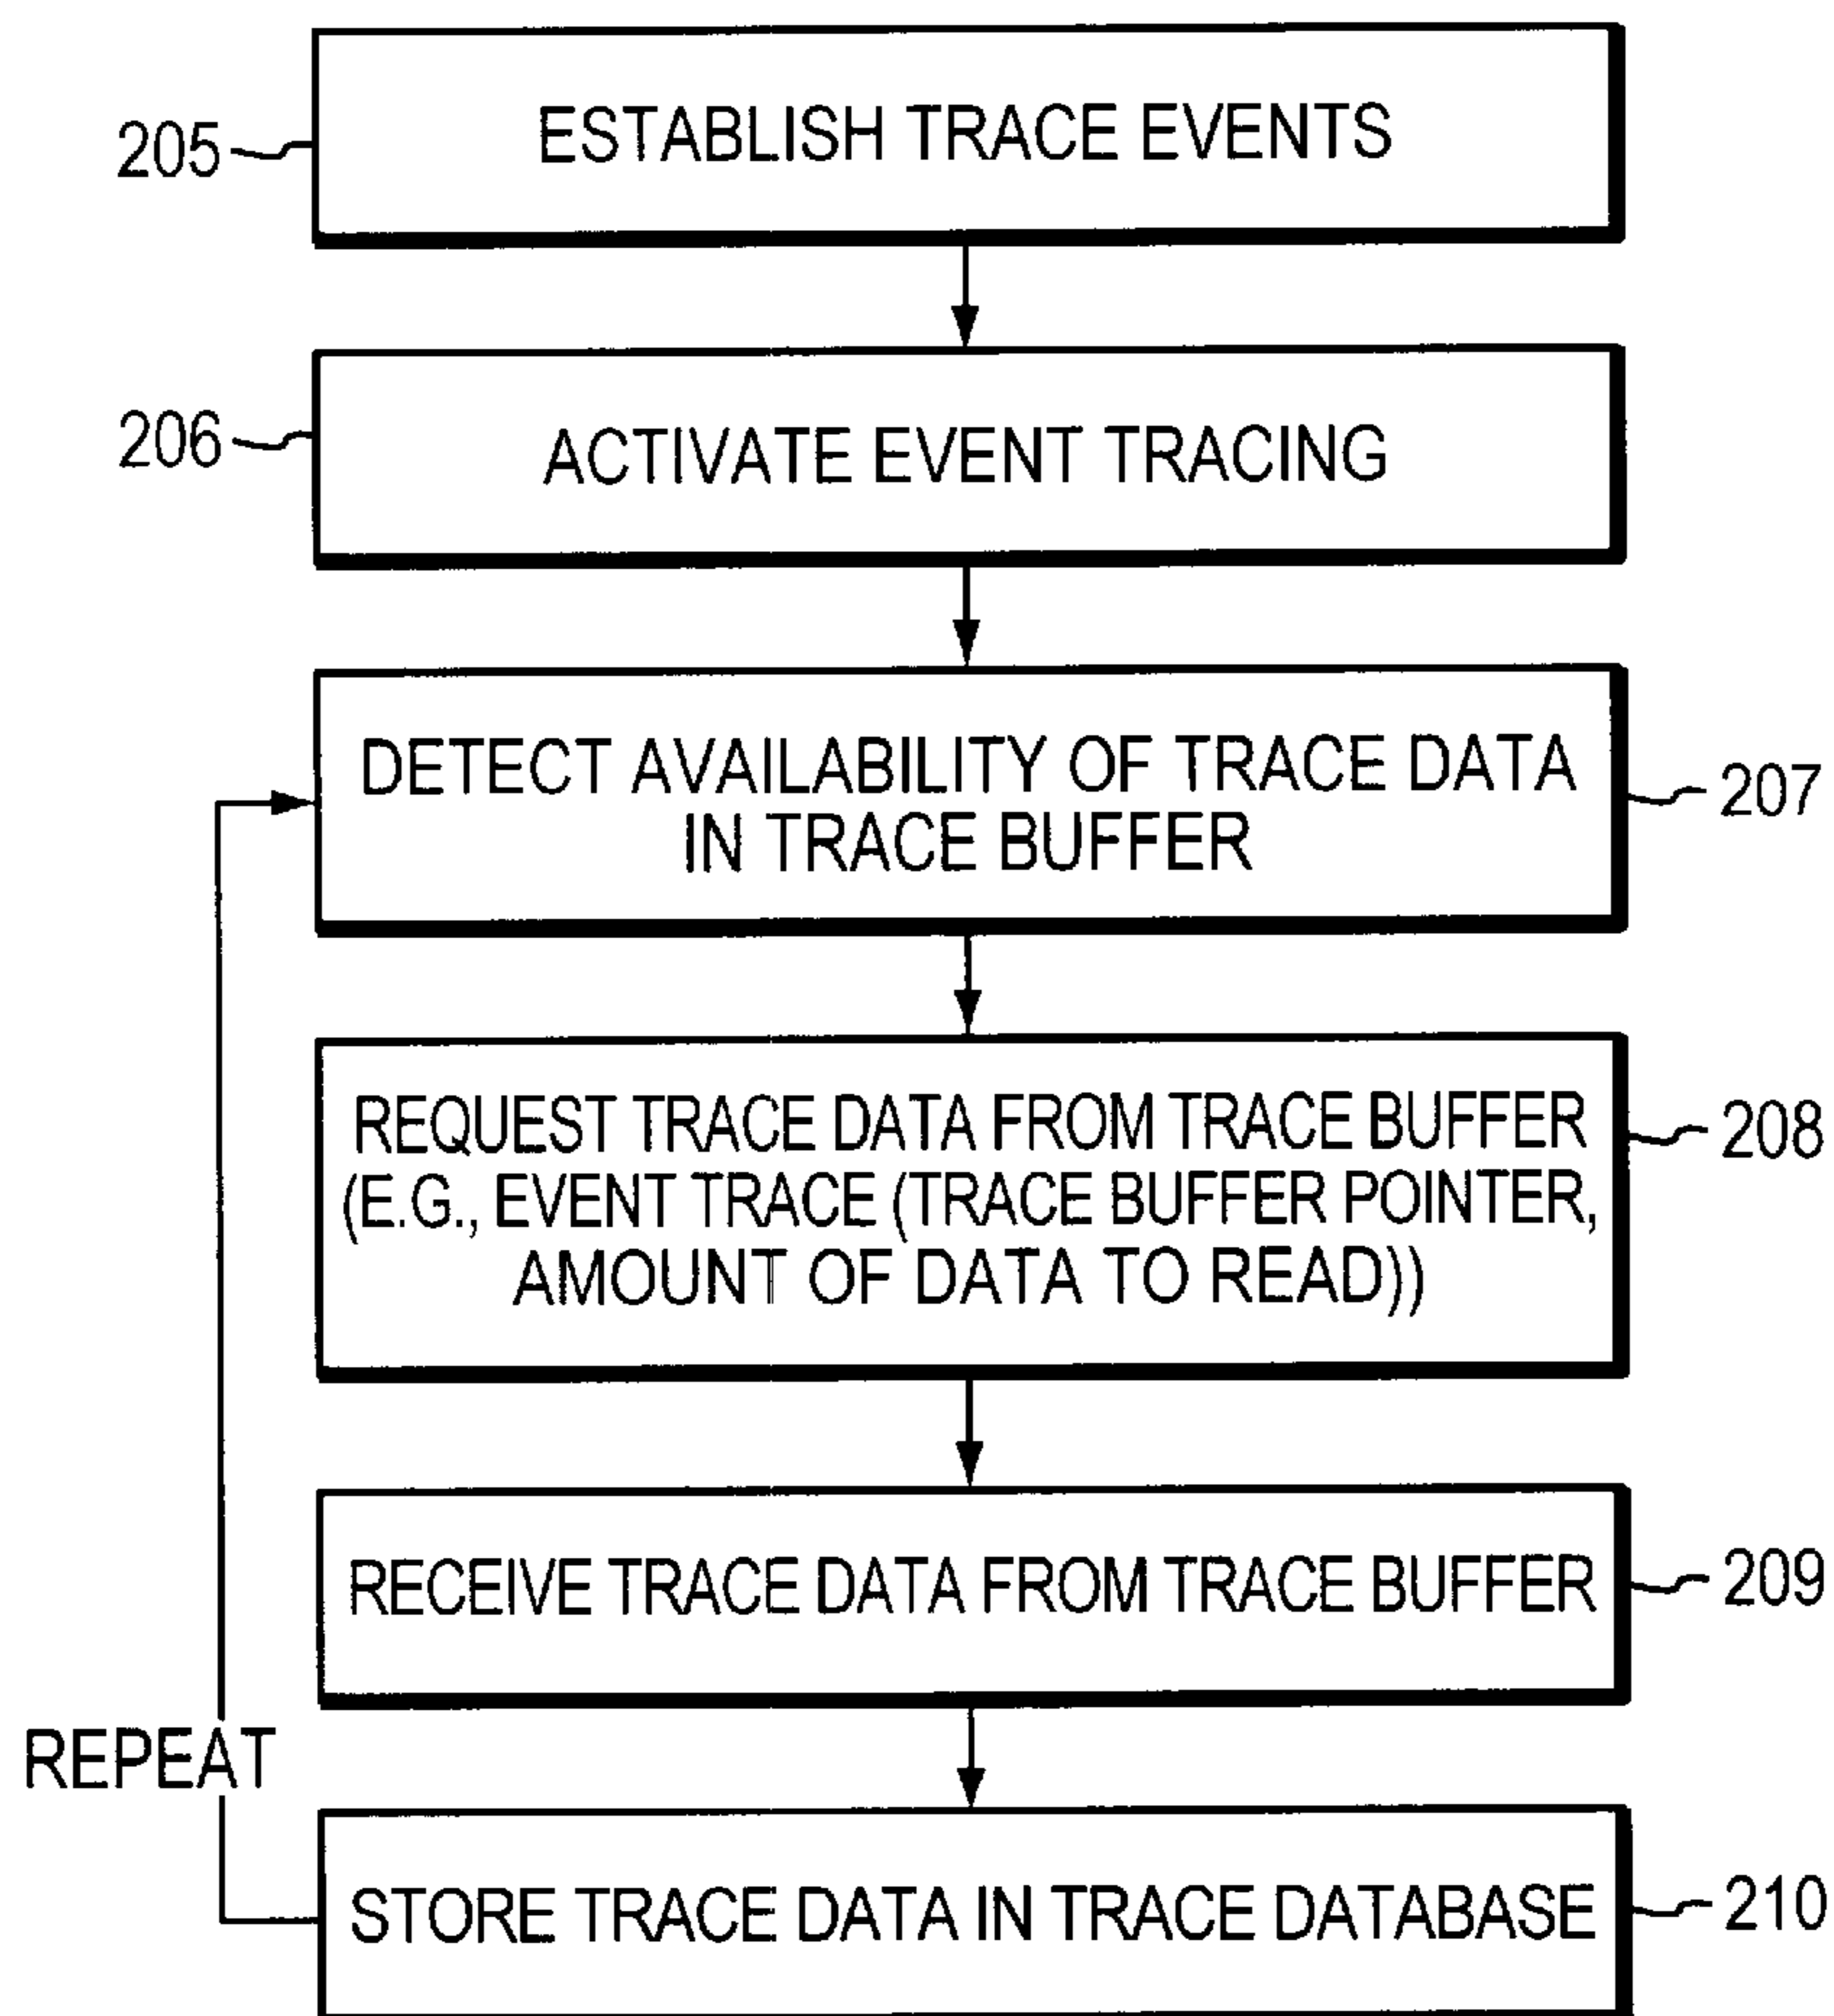 205
ESTABLISH TRACE EVENTS
206
ACTIVATE EVENT TRACING
DETECT AVAILABILITY OF TRACE DATA
IN TRACE BUFFER
207
REQUEST TRACE DATA FROM TRACE BUFFER
(E.G., EVENT TRACE (TRACE BUFFER POINTER,
AMOUNT OF DATA TO READ))
208
RECEIVE TRACE DATA FROM TRACE BUFFER
209
REPEAT
STORE TRACE DATA IN TRACE DATABASE
210